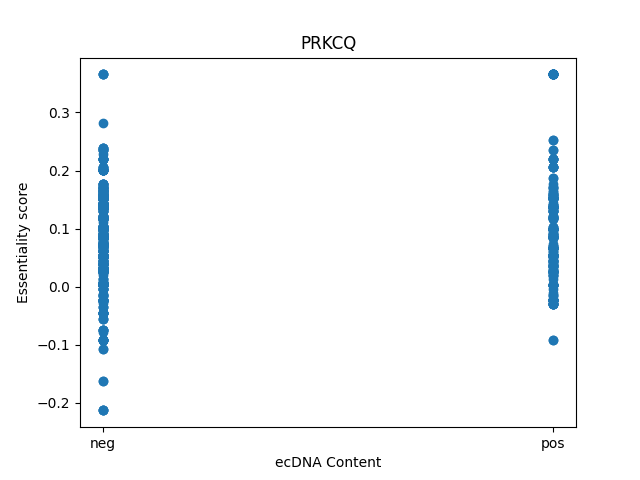 PRKCQ
Essentiality score
0.3
0.2
0.1
0.0
−0.1
−0.2
neg
pos
ecDNA Content